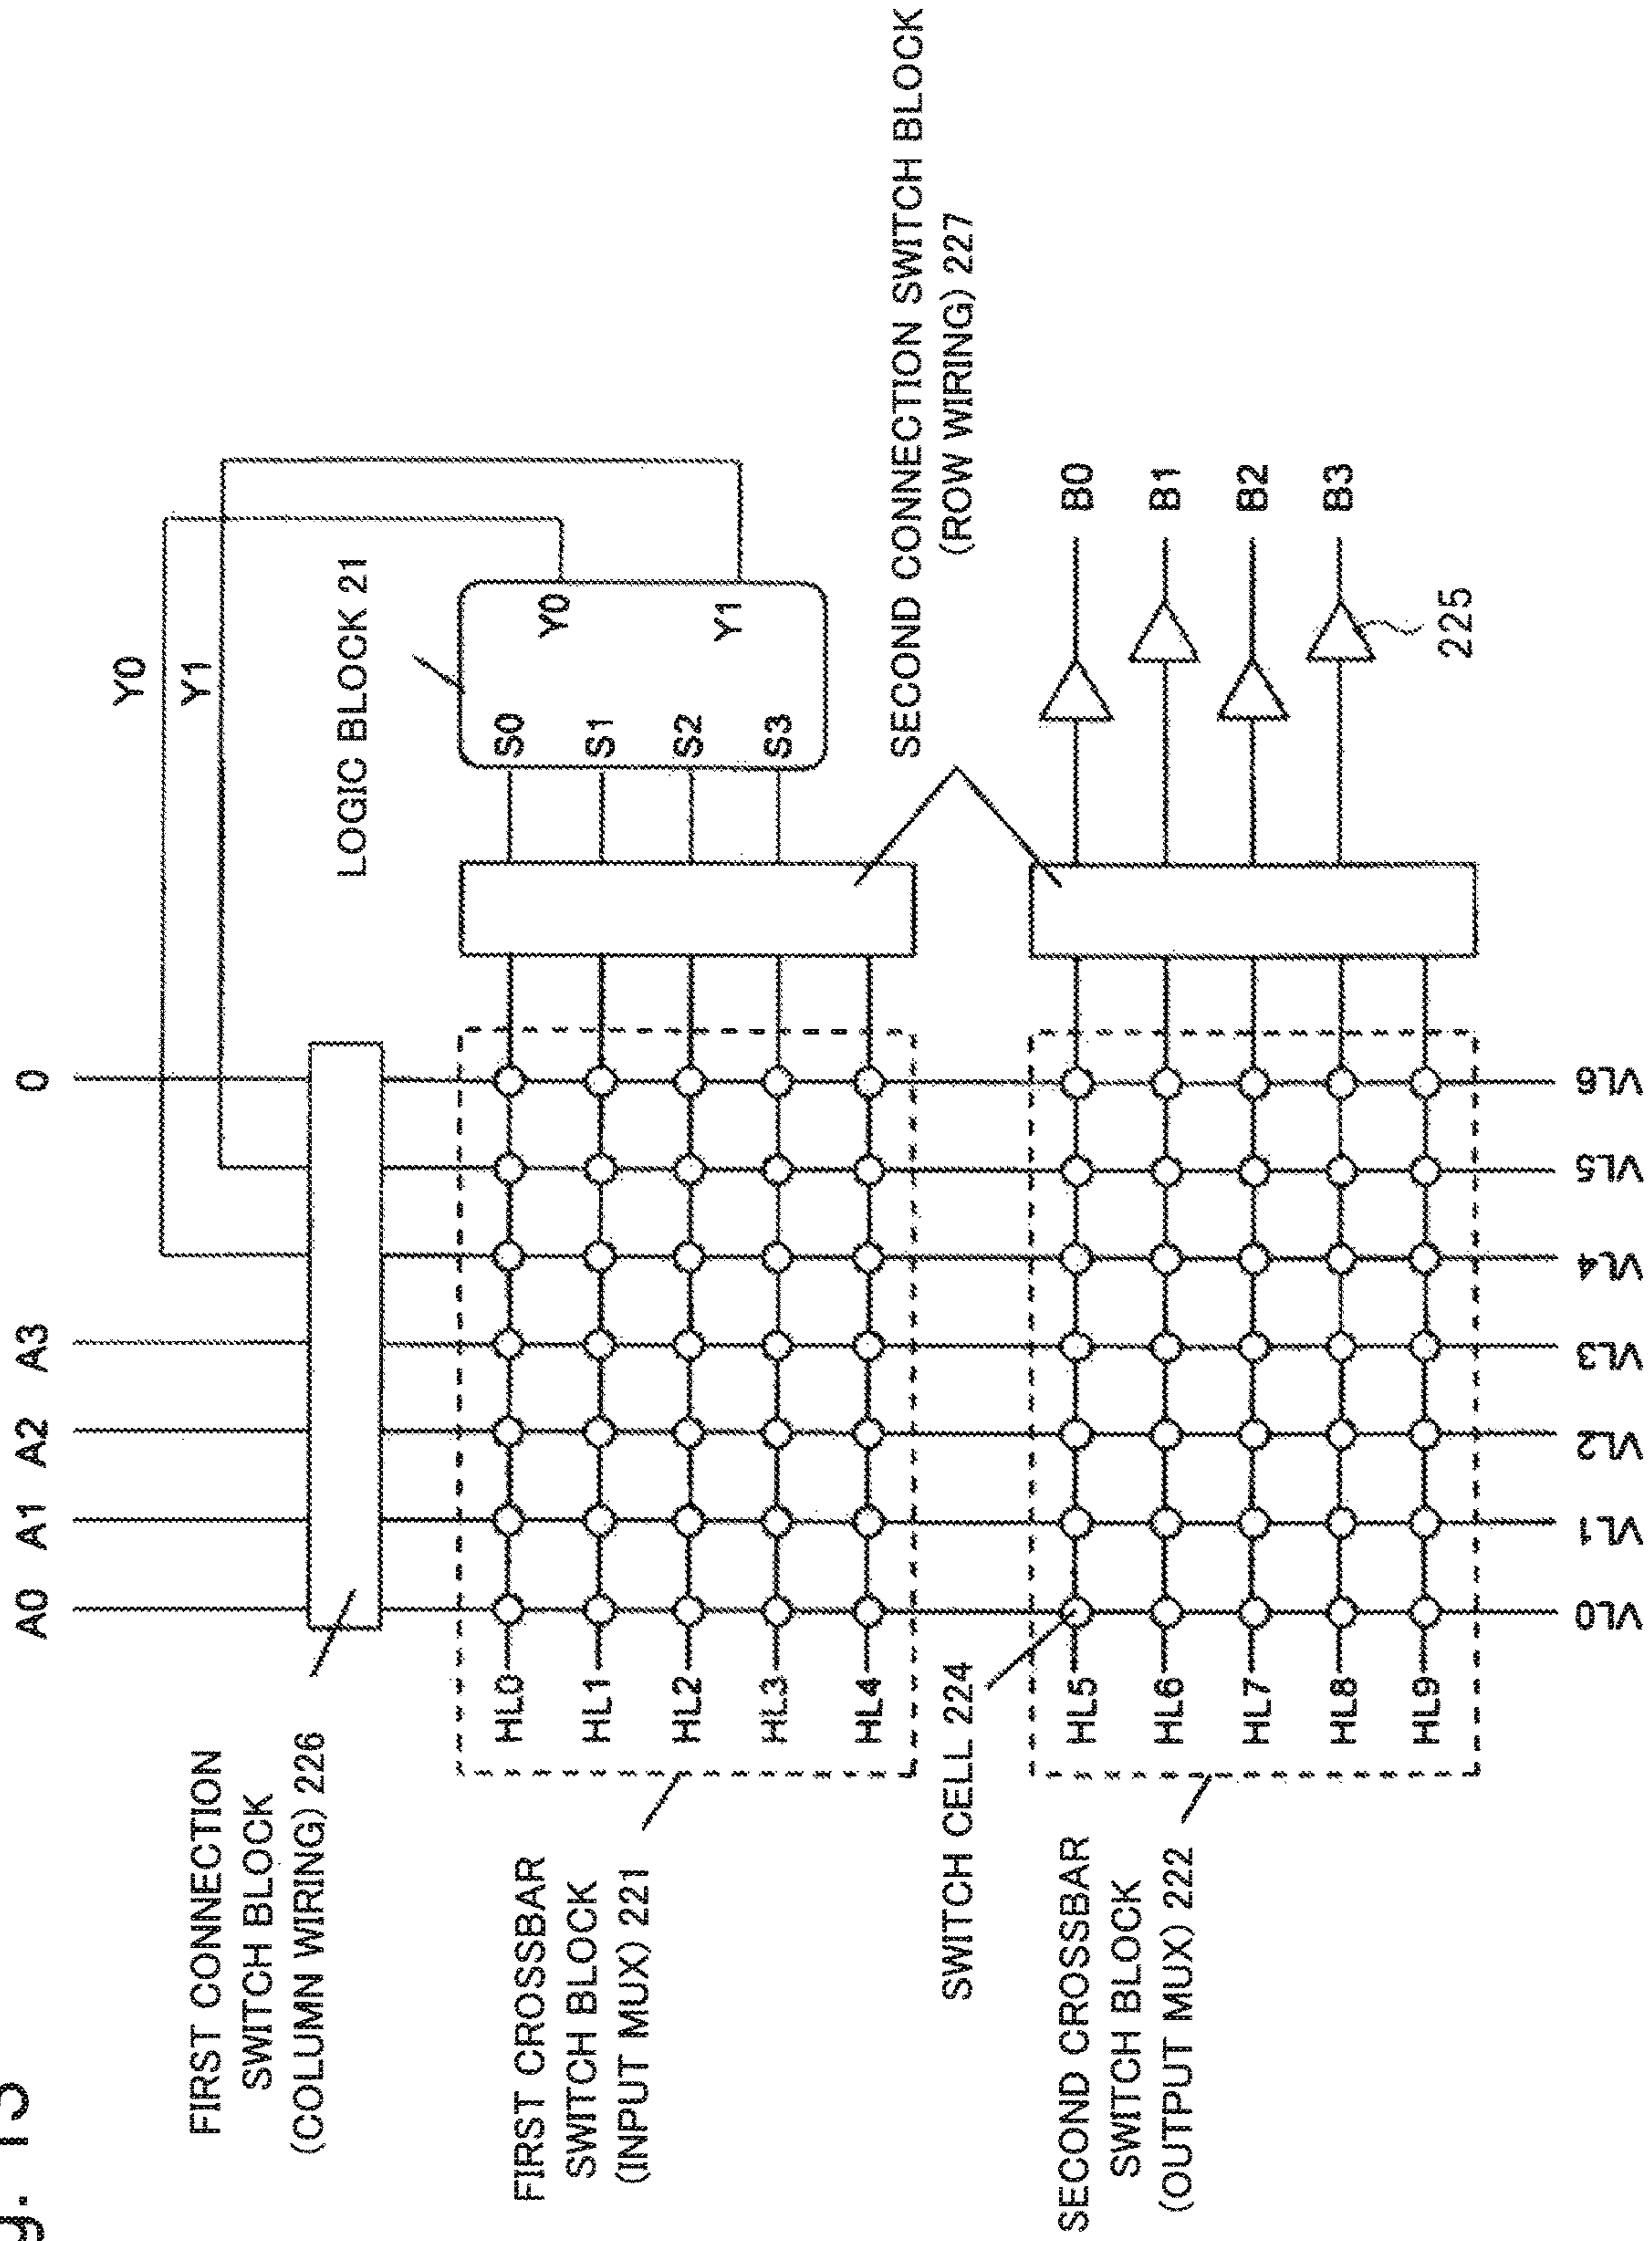 A0
A1
A2
A3
0
Y0
Y1
FIRST CONNECTION
SWITCH BLOCK
(COLUMN WIRING) 226
LOGIC BLOCK 21
S0
S1
S2
S3
Y0
Y1
FIRST CROSSBAR
SWITCH BLOCK
(INPUT MUX) 221
HL0
HL1
HL2
HL3
HL4
SECOND CONNECTION SWITCH BLOCK
(ROW WIRING) 227
SWITCH CELL 224
SECOND CROSSBAR
SWITCH BLOCK
(OUTPUT MUX) 222
HL5
HL6
HL7
HL8
HL9
B0
B1
B2
B3
225
VL0
VL1
VL2
VL3
VL4
VL5
VL6